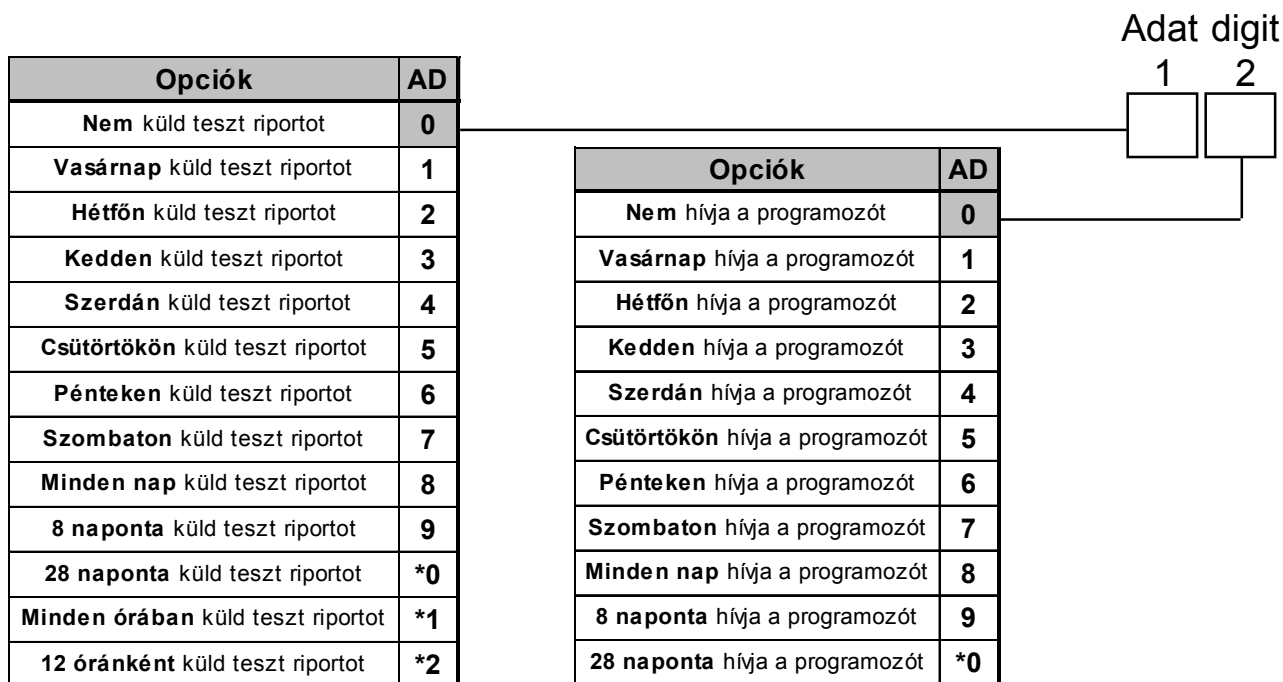 Adat digit
1 2
Opciók AD
Nem küld teszt riportot 0
Vasárnap küld teszt riportot 1
Hétfőn küld teszt riportot 2
Kedden küld teszt riportot 3
Szerdán küld teszt riportot 4
Csütörtökön küld teszt riportot 5
Pénteken küld teszt riportot 6
Szombaton küld teszt riportot 7
Minden nap küld teszt riportot 8
8 naponta küld teszt riportot 9
28 naponta küld teszt riportot *0
Minden órában küld teszt riportot *1
12 óránként küld teszt riportot *2
Opciók AD
Nem hívja a programozót 0
Vasárnap hívja a programozót 1
Hétfőn hívja a programozót 2
Kedden hívja a programozót 3
Szerdán hívja a programozót 4
Csütörtökön hívja a programozót 5
Pénteken hívja a programozót 6
Szombaton hívja a programozót 7
Minden nap hívja a programozót 8
8 naponta hívja a programozót 9
28 naponta hívja a programozót *0